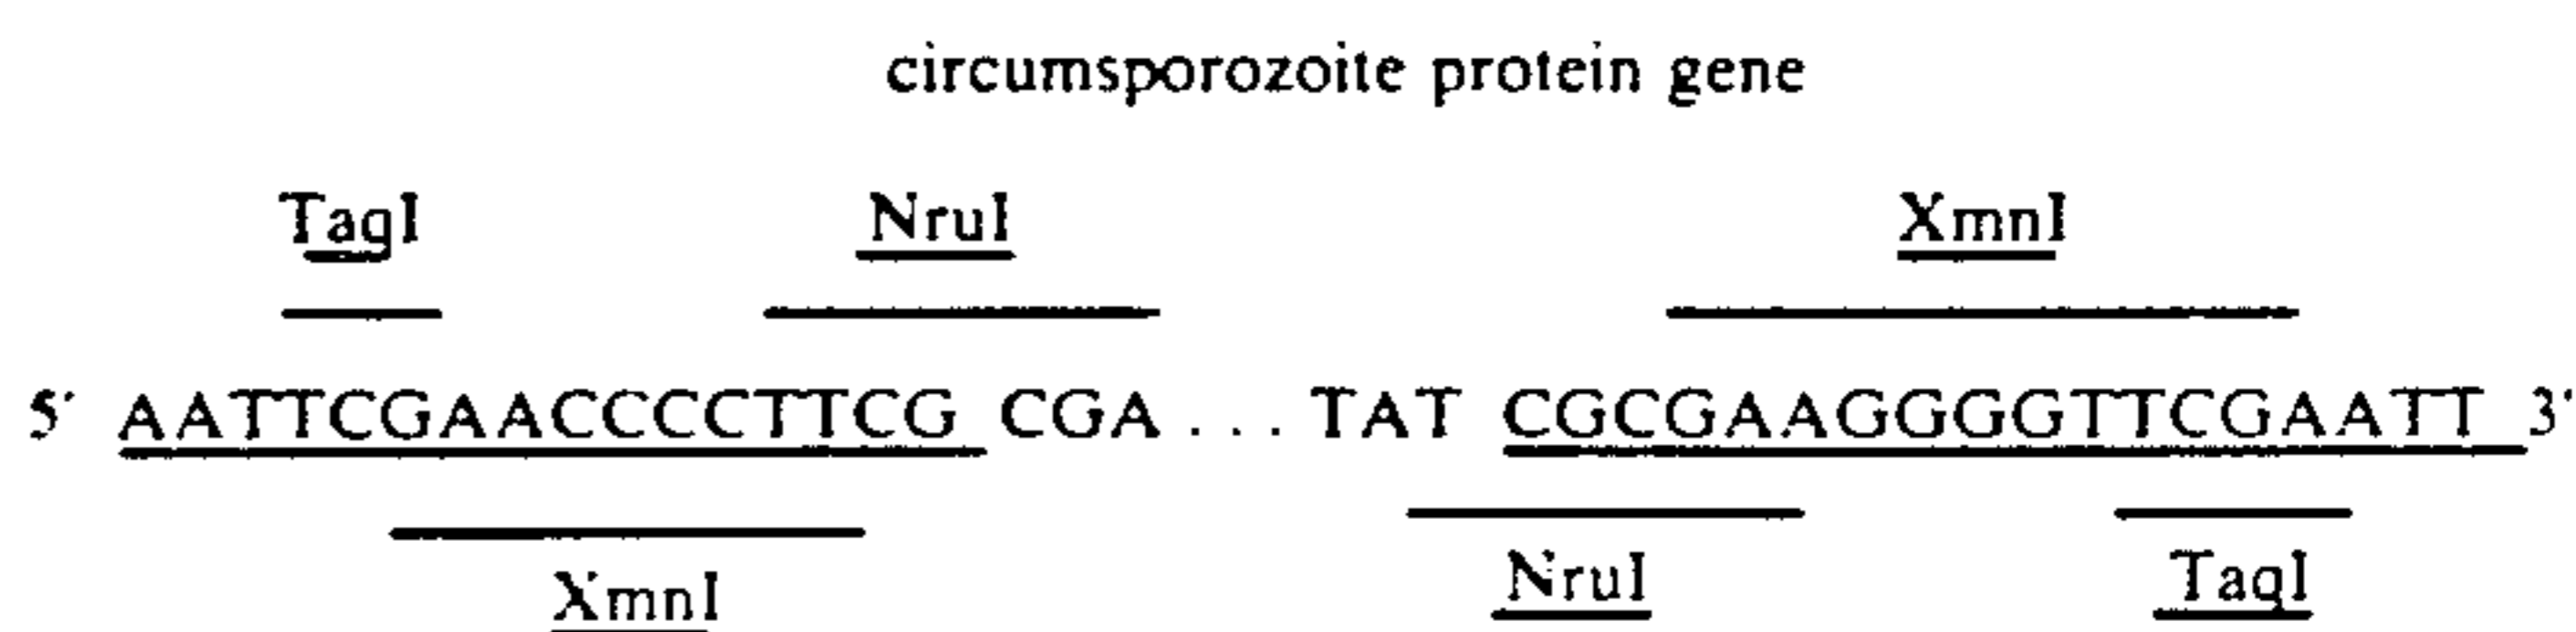 circumsporozoite protein gene
TaqI NruI XmnI
5' AATTCGAACCCCTTCG CGA . . . TAT CGCGAAGGGGTTCGAATT 3'
XmnI NruI TaqI